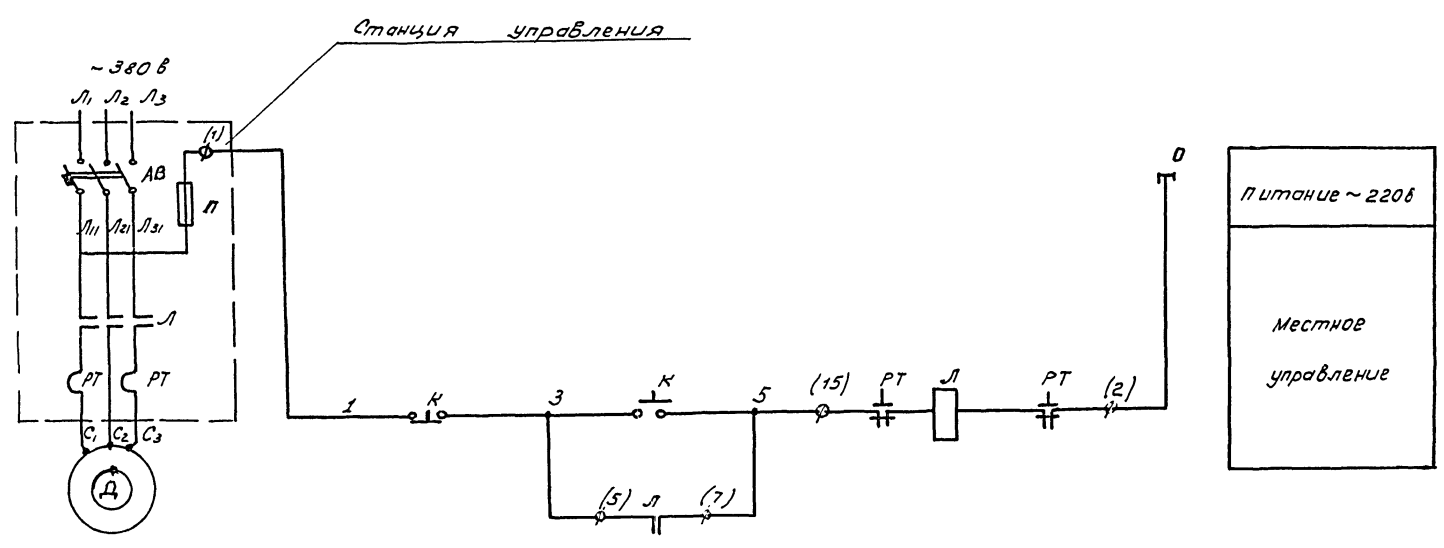 Станция управления
~380 в
Л1 Л2 Л3
(1)
АВ
П
Л11 Л21 Л31
Л
РТ РТ
С1 С2 С3
Д
1
К
3
К
5
(15)
РТ
Л
РТ
(2)
0
(5)
Л
(7)
Питание ~ 220в
Местное
управление